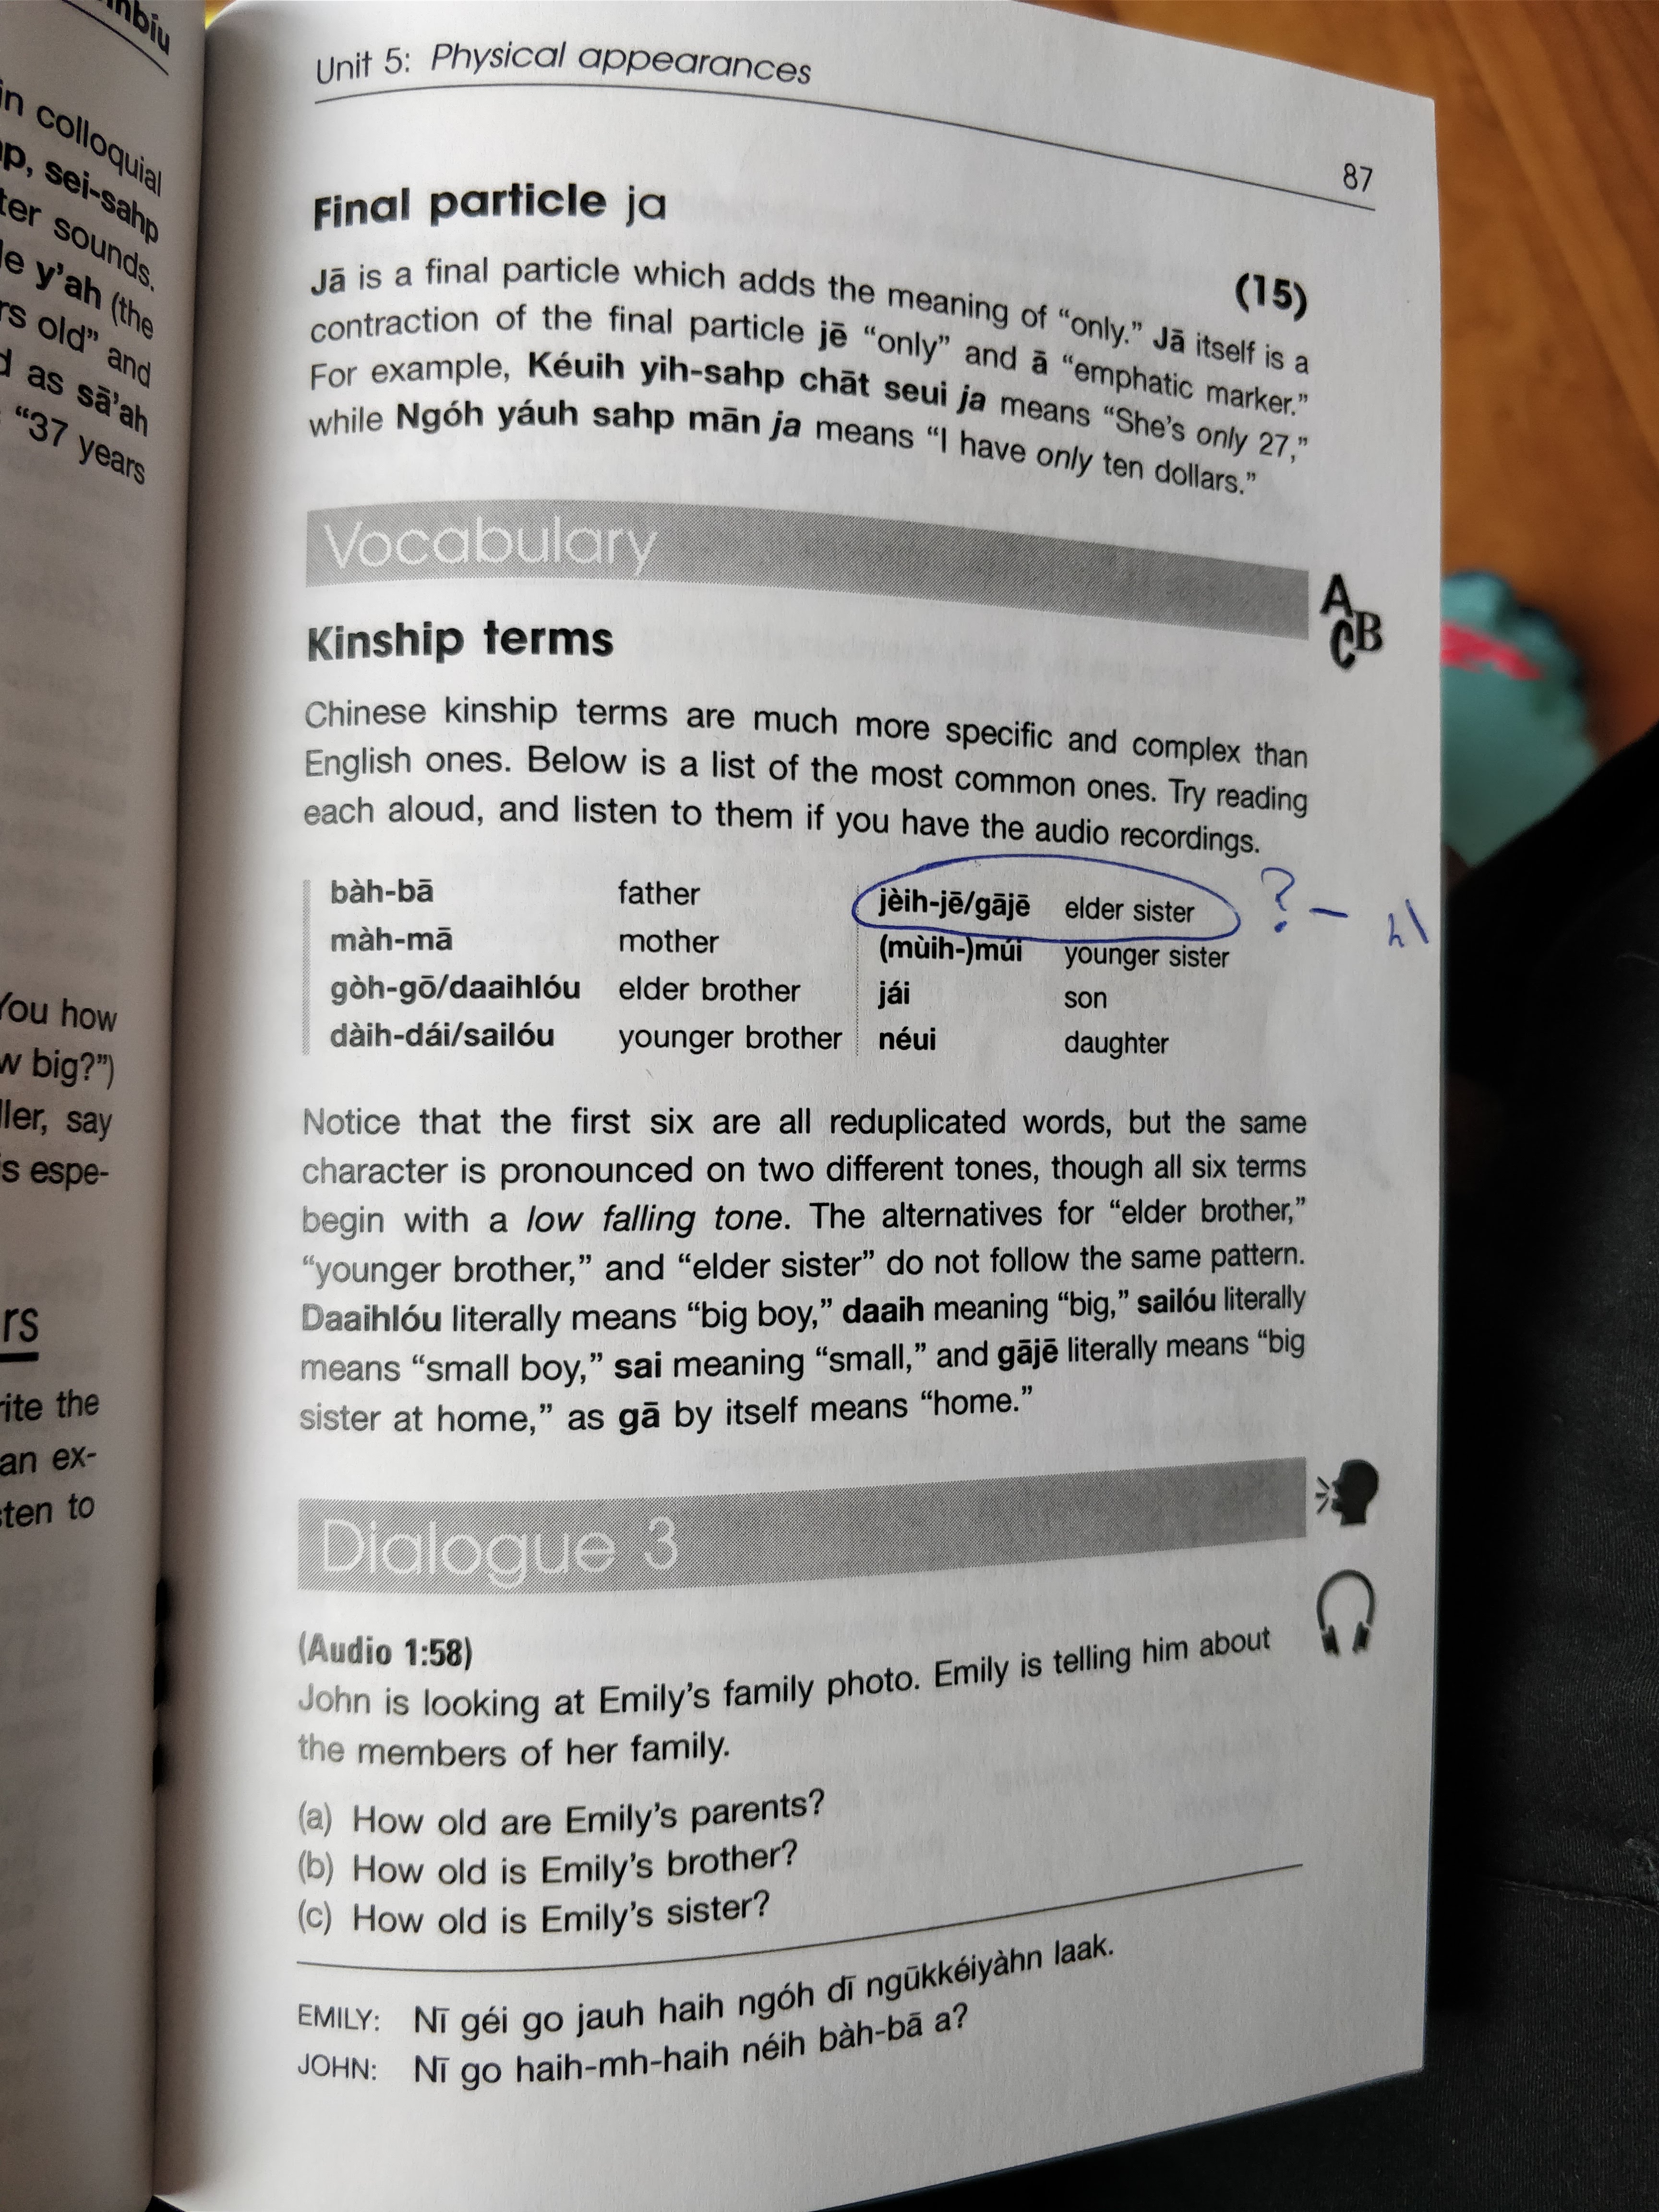 nbíu
in colloquial
p, sei-sahp
ter sounds.
le y'ah (the
rs old" and
d as sā'ah
"37 years
You how
w big?")
ller, say
is espe-
rs
rite the
an ex-
sten to
Unit 5: Physical appearances
87
Final particle ja
(15)
Jā is a final particle which adds the meaning of "only." Jā itself is a
contraction of the final particle jē "only" and ā "emphatic marker."
For example, Kéuih yih-sahp chāt seui ja means "She's only 27,"
while Ngóh yáuh sahp mān ja means "I have only ten dollars."
Vocabulary
A
CB
Kinship terms
Chinese kinship terms are much more specific and complex than
English ones. Below is a list of the most common ones. Try reading
each aloud, and listen to them if you have the audio recordings.
bàh-bā father jèih-jē/gājē elder sister ? –
màh-mā mother (mùih-)múi younger sister
gòh-gō/daaihlóu elder brother jái son
dàih-dái/sailóu younger brother néui daughter
Notice that the first six are all reduplicated words, but the same
character is pronounced on two different tones, though all six terms
begin with a low falling tone. The alternatives for "elder brother,"
"younger brother," and "elder sister" do not follow the same pattern.
Daaihlóu literally means "big boy," daaih meaning "big," sailóu literally
means "small boy," sai meaning "small," and gājē literally means "big
sister at home," as gā by itself means "home."
Dialogue 3
(Audio 1:58)
John is looking at Emily's family photo. Emily is telling him about
the members of her family.
(a) How old are Emily's parents?
(b) How old is Emily's brother?
(c) How old is Emily's sister?
EMILY: Nī géi go jauh haih ngóh dī ngūkkéiyàhn laak.
JOHN: Nī go haih-mh-haih néih bàh-bā a?